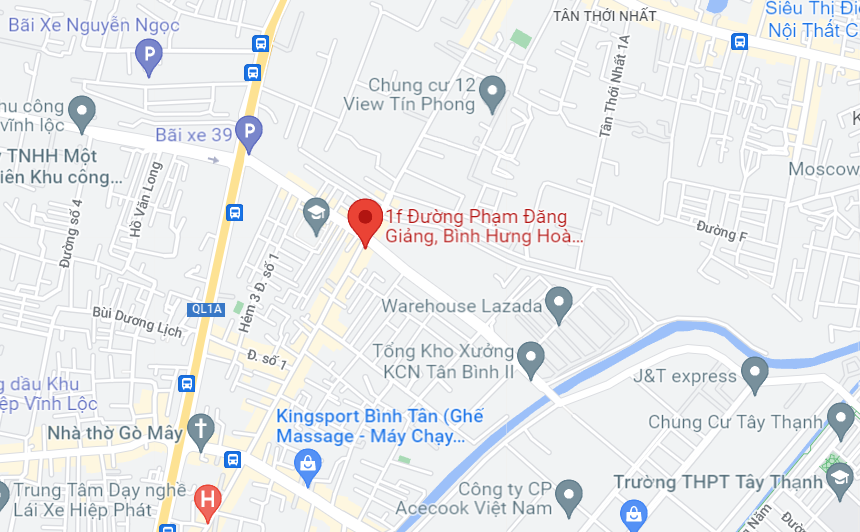 TÂN THỚI NHẤT
Siêu Thị Đi
Nội Thất C
Bãi Xe Nguyễn Ngọc
P
Chung cư 12
View Tín Phong
Tân Thới Nhất 1A
hu công
vĩnh lộc
Bãi xe 39
P
TNHH Một
iên Khu công...
Hồ Văn Long
Moscow
Đường số 4
1f Đường Phạm Đăng
Giảng, Bình Hưng Hoà...
Đường F
Hẻm 3 Đ. số 1
QL1A
Warehouse Lazada
Bùi Dương Lịch
Đ. số 1
Tổng Kho Xưởng
KCN Tân Bình II
J&T express
g dầu Khu
ệp Vĩnh Lộc
Kingsport Bình Tân (Ghế
Massage - Máy Chạy...
Chung Cư Tây Thạnh
Nhà thờ Gò Mây
Trường THPT Tây Thạnh
Trung Tâm Dạy nghề
Lái Xe Hiệp Phát
H
Công ty CP
Acecook Việt Nam